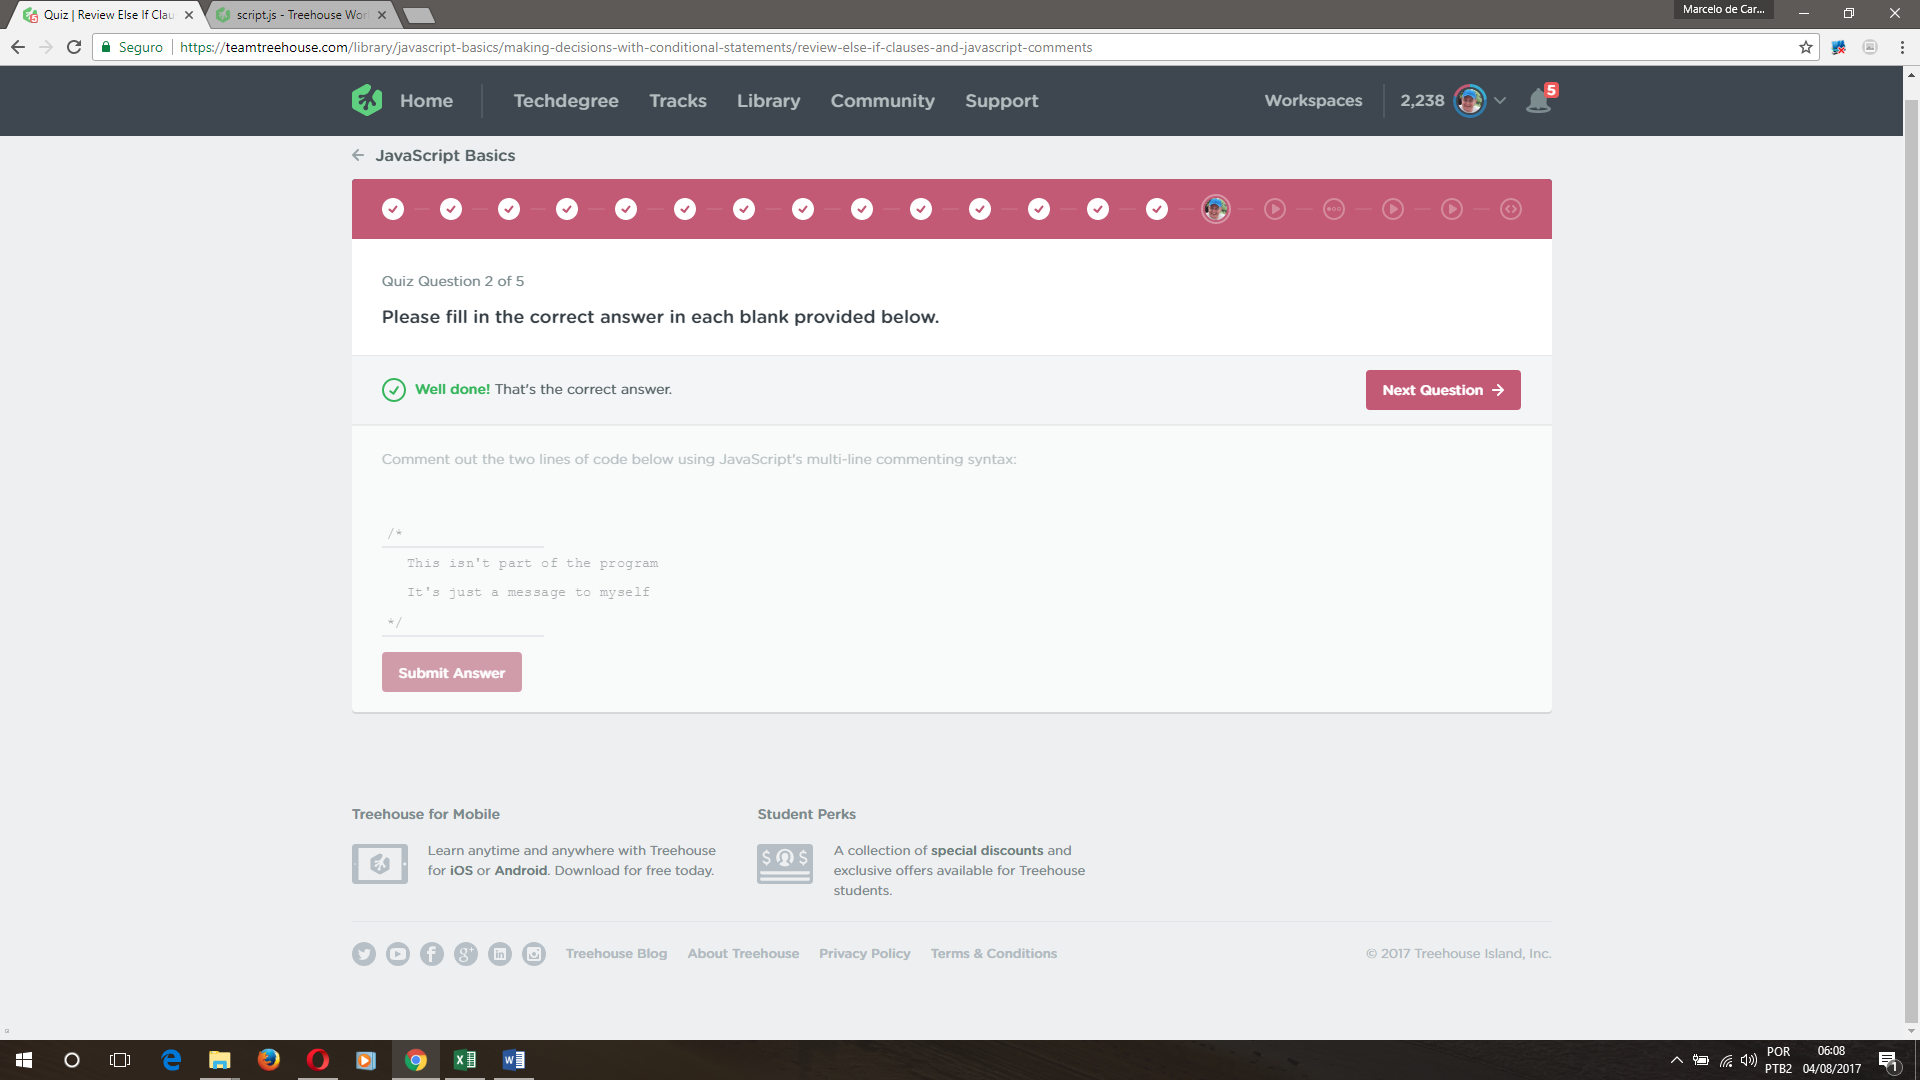 Quiz | Review Else If Clau
script.js - Treehouse Wor
Marcelo de Car...
Seguro
https://teamtreehouse.com/library/javascript-basics/making-decisions-with-conditional-statements/review-else-if-clauses-and-javascript-comments
Home
Techdegree
Tracks
Library
Community
Support
Workspaces
2,238
5
JavaScript Basics
Quiz Question 2 of 5
Please fill in the correct answer in each blank provided below.
Well done! That's the correct answer.
Next Question
Comment out the two lines of code below using JavaScript's multi-line commenting syntax:
/*
This isn't part of the program
It's just a message to myself
*/
Submit Answer
Treehouse for Mobile
Learn anytime and anywhere with Treehouse
for iOS or Android. Download for free today.
Student Perks
A collection of special discounts and
exclusive offers available for Treehouse
students.
Treehouse Blog
About Treehouse
Privacy Policy
Terms & Conditions
© 2017 Treehouse Island, Inc.
POR
PTB2
06:08
04/08/2017
1